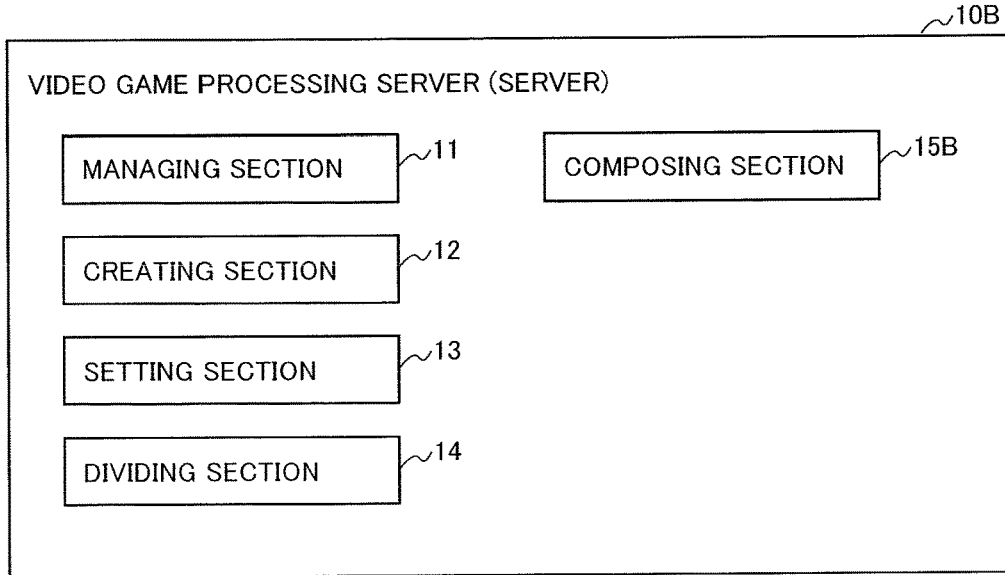 10B
VIDEO GAME PROCESSING SERVER (SERVER)
MANAGING SECTION
11
COMPOSING SECTION
15B
CREATING SECTION
12
SETTING SECTION
13
DIVIDING SECTION
14